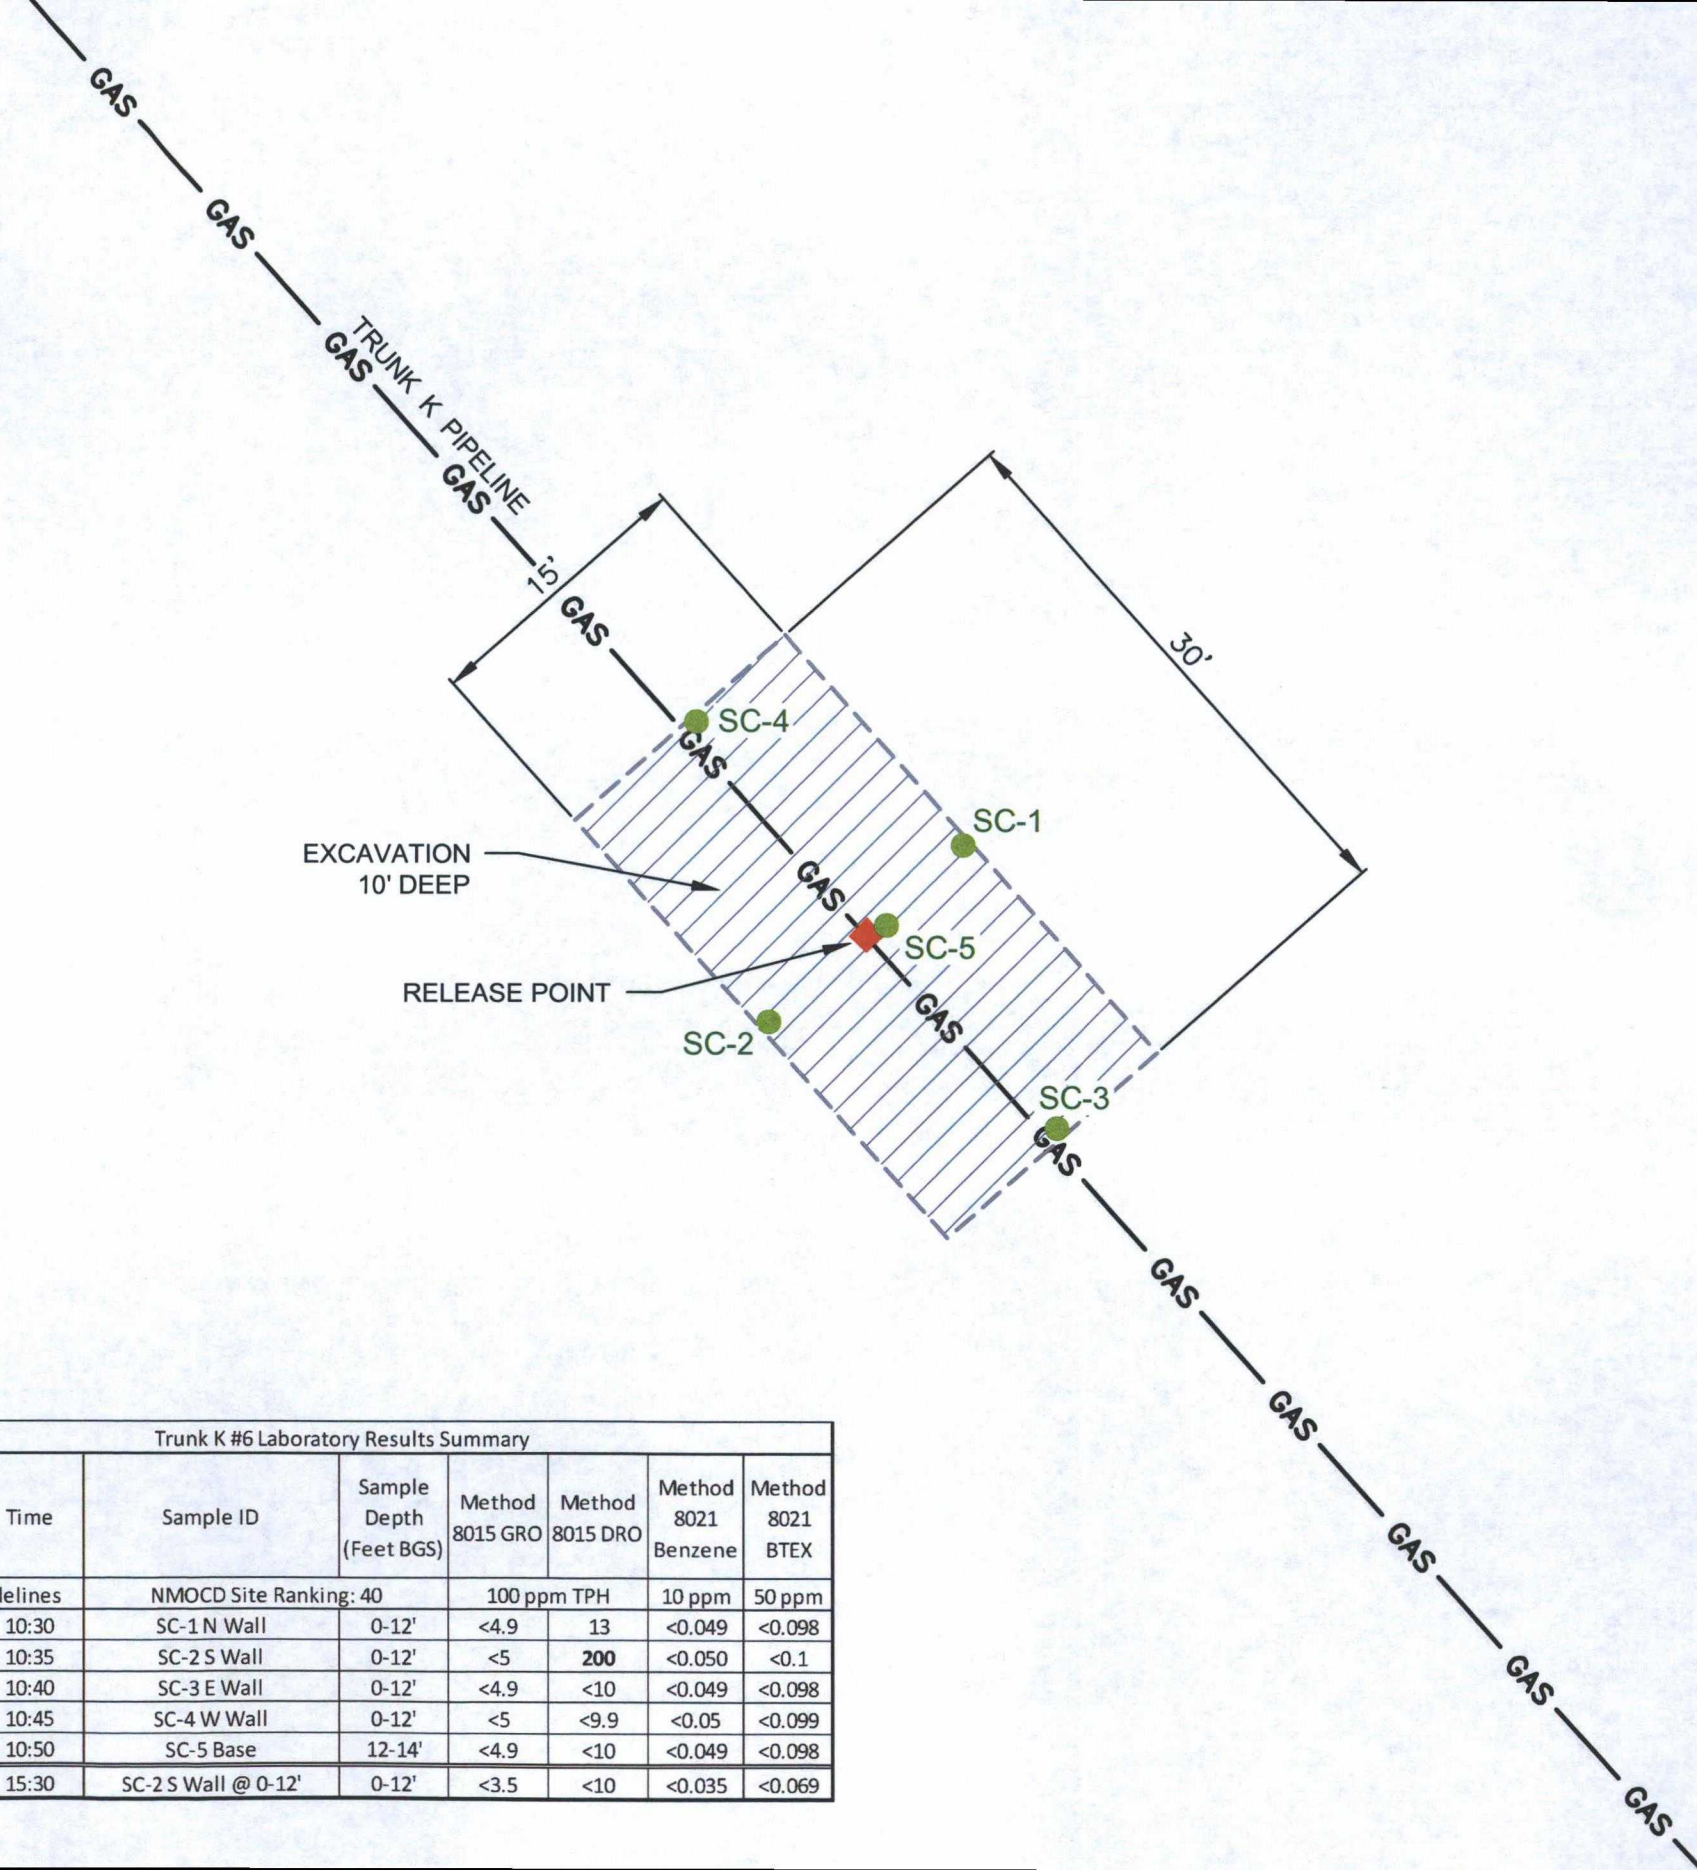 GAS
GAS
TRUNK K PIPELINE
GAS
GAS
15'
GAS
30'
SC-4
GAS
SC-1
EXCAVATION
10' DEEP
GAS
SC-5
RELEASE POINT
GAS
SC-2
SC-3
GAS
GAS
GAS
GAS
GAS
GAS
Trunk K #6 Laboratory Results Summary
Time Sample ID Sample Depth (Feet BGS) Method 8015 GRO Method 8015 DRO Method 8021 Benzene Method 8021 BTEX
lelines NMOCD Site Ranking: 40 100 ppm TPH 10 ppm 50 ppm
10:30 SC-1 N Wall 0-12' <4.9 13 <0.049 <0.098
10:35 SC-2 S Wall 0-12' <5 200 <0.050 <0.1
10:40 SC-3 E Wall 0-12' <4.9 <10 <0.049 <0.098
10:45 SC-4 W Wall 0-12' <5 <9.9 <0.05 <0.099
10:50 SC-5 Base 12-14' <4.9 <10 <0.049 <0.098
15:30 SC-2 S Wall @ 0-12' 0-12' <3.5 <10 <0.035 <0.069